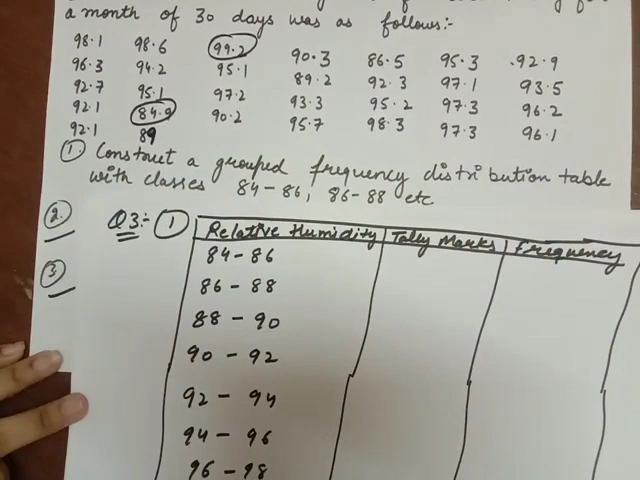 a month of 30 days was as follows:-
98.1 98.6 99.2 90.3 86.5 95.3 .92.9
96.3 94.2 95.1 89.2 92.3 97.1 93.5
92.7 95.1 97.2 93.3 95.2 97.3 96.2
92.1 84.9 90.2 95.7 98.3 97.3 96.1
92.1 89
1. Construct a grouped frequency distribution table
with classes 84-86, 86-88 etc
2. Q3:- 1 Relative Humidity Tally Marks Frequency
3
84-86
86-88
88-90
90-92
92-94
94-96
96-98